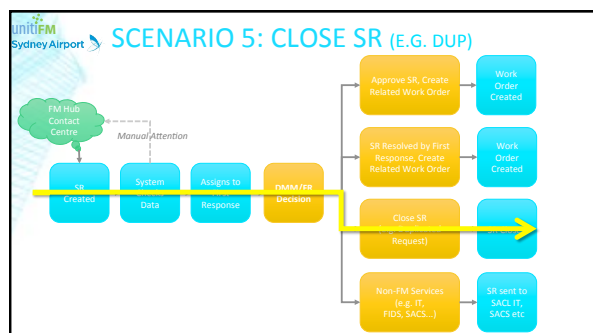 unitiFM
Sydney Airport
SCENARIO 5: CLOSE SR (E.G. DUP)
FM Hub
Contact
Centre
Manual Attention
SR
Created
System
Data
Assigns to
Response
DMM/FR
Decision
Approve SR, Create
Related Work Order
Work
Order
Created
SR Resolved by First
Response, Create
Related Work Order
Work
Order
Created
Close SR
Request)
Non-FM Services
(e.g. IT,
FIDS, SACS...)
SR sent to
SACL IT,
SACS etc